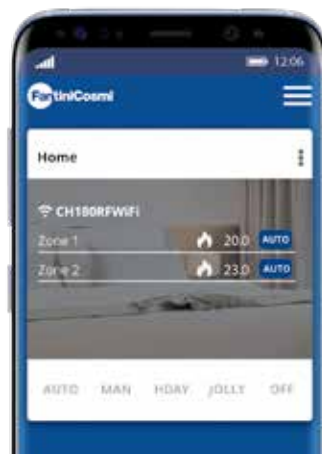 12:06
FantiniCosmi
Home
CH180RFWiFi
Zone 1 20.0 AUTO
Zone 2 23.0 AUTO
AUTO MAN HDAY JOLLY OFF